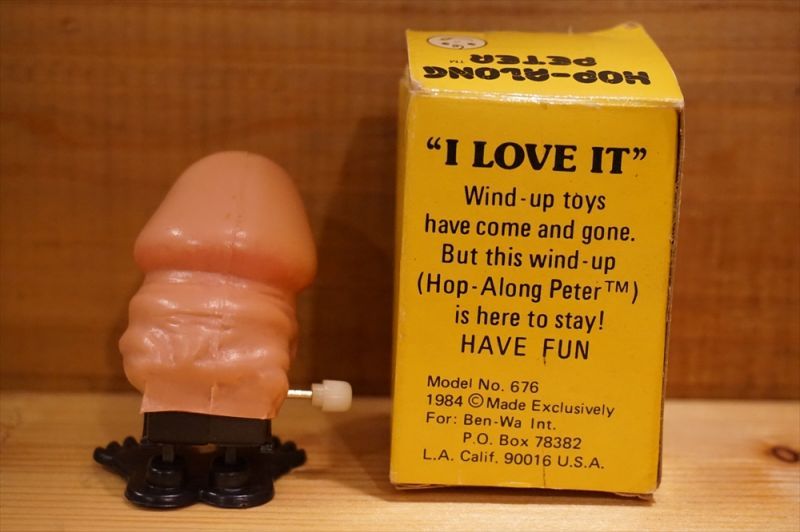 HOP-ALONG
PETER™
"I LOVE IT"
Wind-up toys
have come and gone.
But this wind-up
(Hop-Along Peter™)
is here to stay!
HAVE FUN
Model No. 676
1984 © Made Exclusively
For: Ben-Wa Int.
P.O. Box 78382
L.A. Calif. 90016 U.S.A.